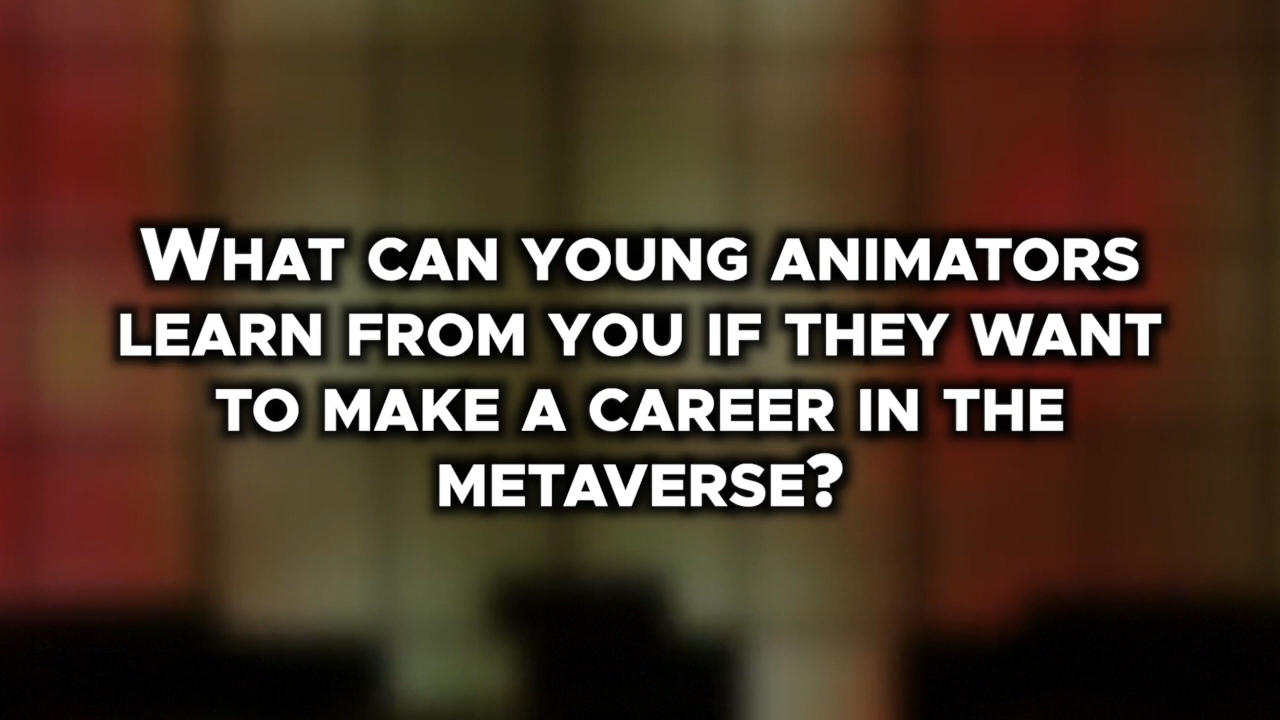 What can young animators
learn from you if they want
to make a career in the
metaverse?